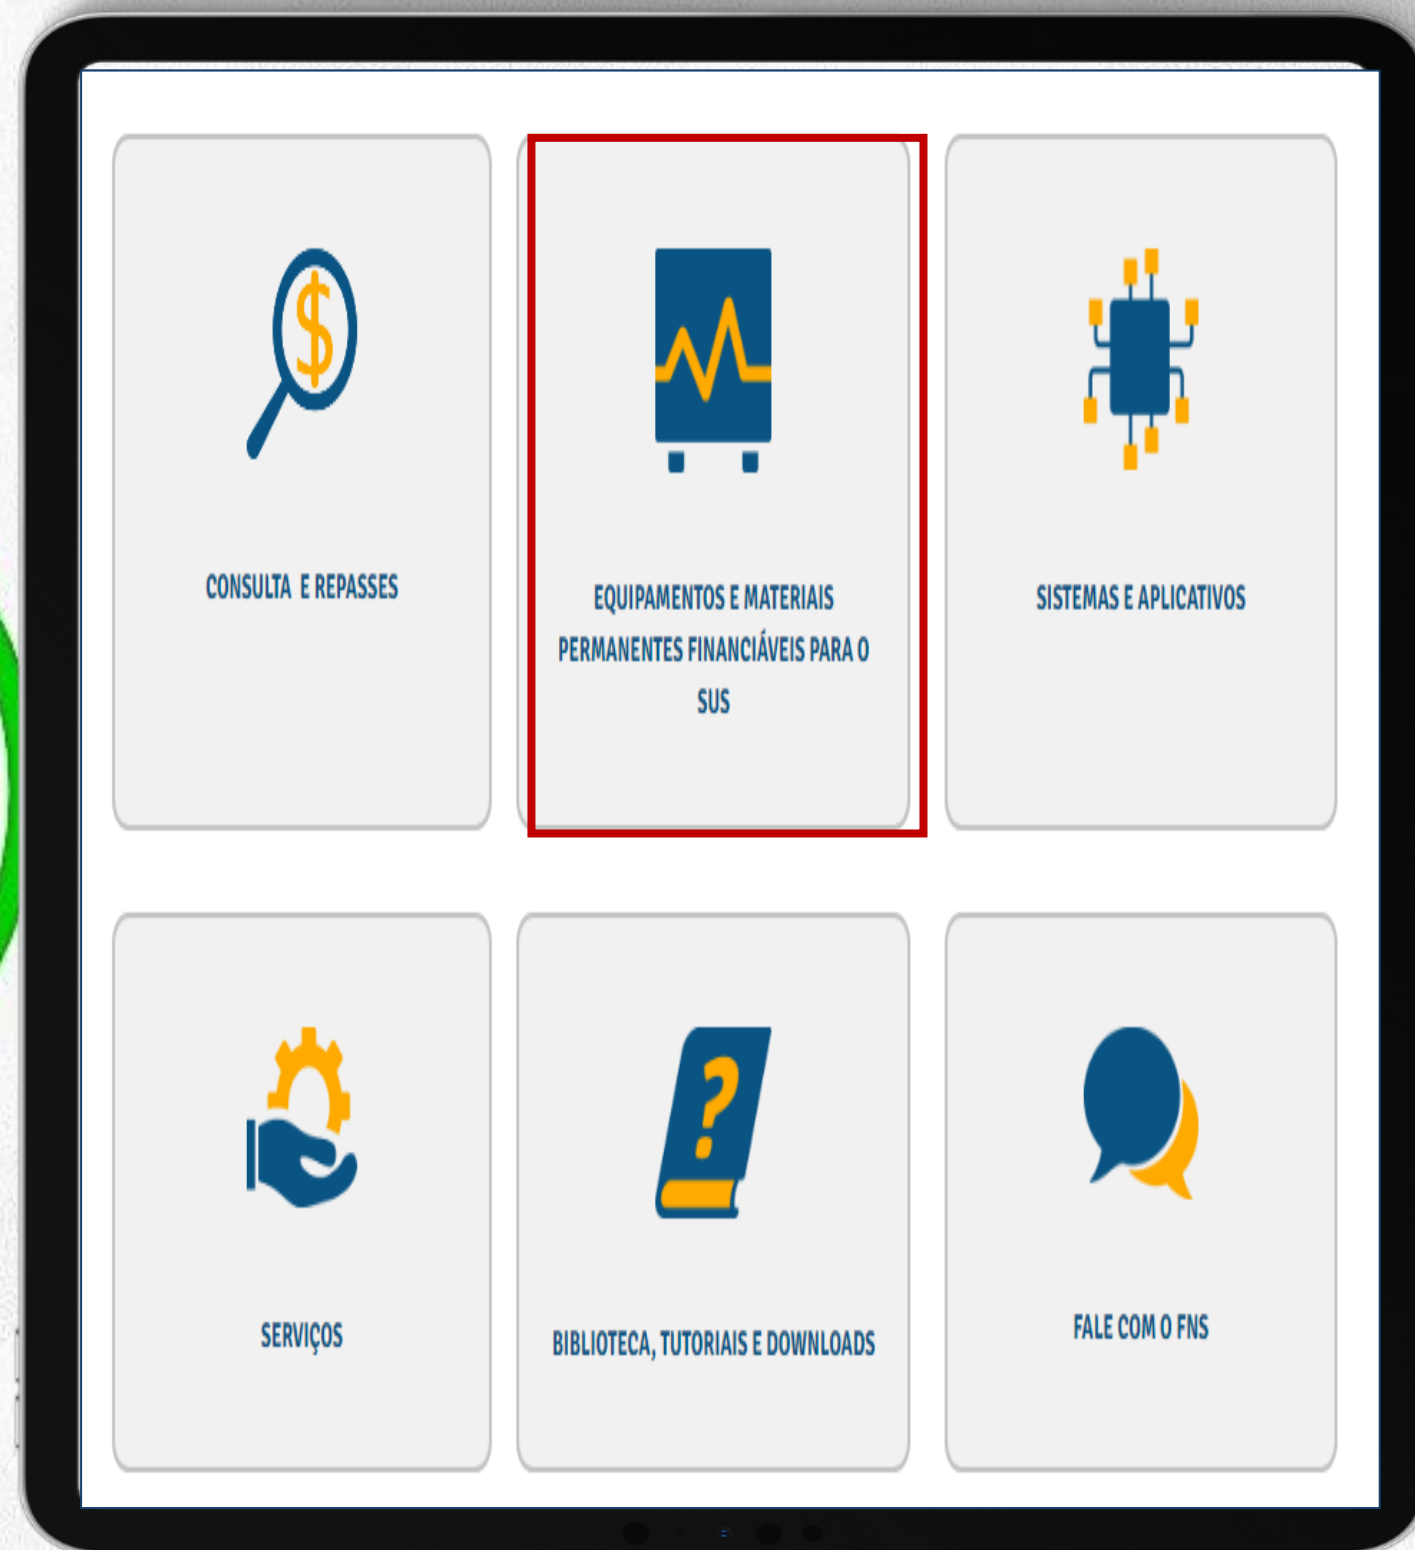 CONSULTA E REPASSES
EQUIPAMENTOS E MATERIAIS
PERMANENTES FINANCIÁVEIS PARA O
SUS
SISTEMAS E APLICATIVOS
SERVIÇOS
BIBLIOTECA, TUTORIAIS E DOWNLOADS
FALE COM O FNS